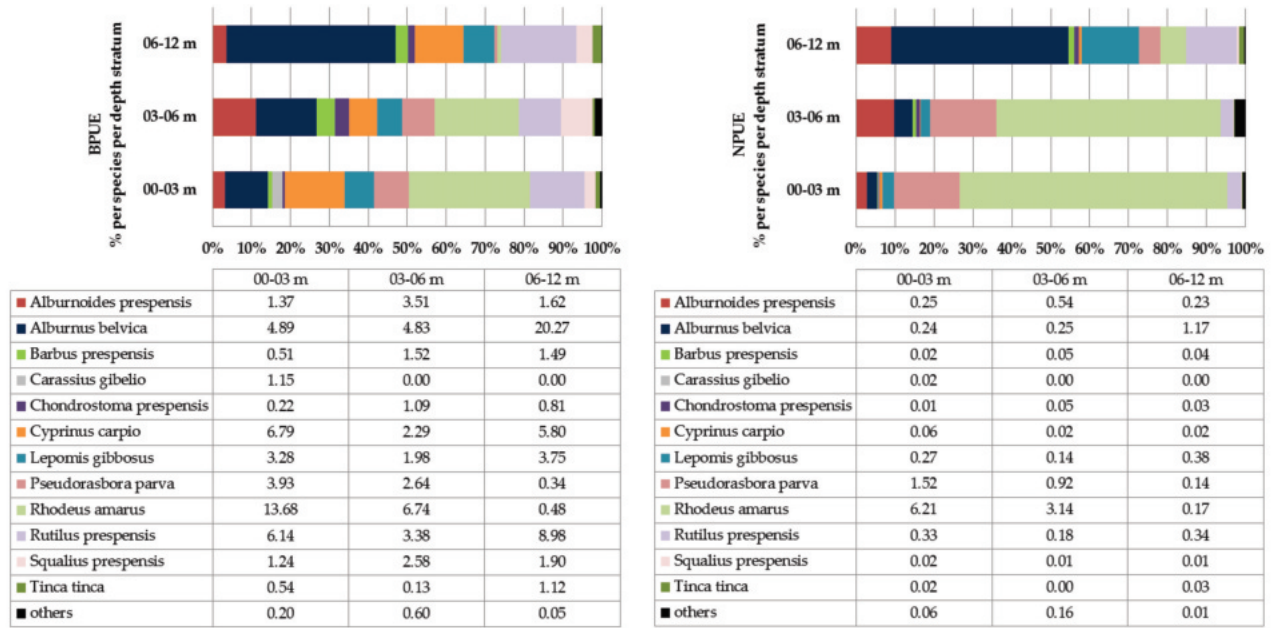 BPUE
% per species per depth stratum
06-12 m
03-06 m
00-03 m
0% 10% 20% 30% 40% 50% 60% 70% 80% 90% 100%
00-03 m 03-06 m 06-12 m
Alburnoides prespensis 1.37 3.51 1.62
Alburnus belvica 4.89 4.83 20.27
Barbus prespensis 0.51 1.52 1.49
Carassius gibelio 1.15 0.00 0.00
Chondrostoma prespensis 0.22 1.09 0.81
Cyprinus carpio 6.79 2.29 5.80
Lepomis gibbosus 3.28 1.98 3.75
Pseudorasbora parva 3.93 2.64 0.34
Rhodeus amarus 13.68 6.74 0.48
Rutilus prespensis 6.14 3.38 8.98
Squalius prespensis 1.24 2.58 1.90
Tinca tinca 0.54 0.13 1.12
others 0.20 0.60 0.05
NPUE
% per species per depth stratum
06-12 m
03-06 m
00-03 m
0% 10% 20% 30% 40% 50% 60% 70% 80% 90% 100%
00-03 m 03-06 m 06-12 m
Alburnoides prespensis 0.25 0.54 0.23
Alburnus belvica 0.24 0.25 1.17
Barbus prespensis 0.02 0.05 0.04
Carassius gibelio 0.02 0.00 0.00
Chondrostoma prespensis 0.01 0.05 0.03
Cyprinus carpio 0.06 0.02 0.02
Lepomis gibbosus 0.27 0.14 0.38
Pseudorasbora parva 1.52 0.92 0.14
Rhodeus amarus 6.21 3.14 0.17
Rutilus prespensis 0.33 0.18 0.34
Squalius prespensis 0.02 0.01 0.01
Tinca tinca 0.02 0.00 0.03
others 0.06 0.16 0.01